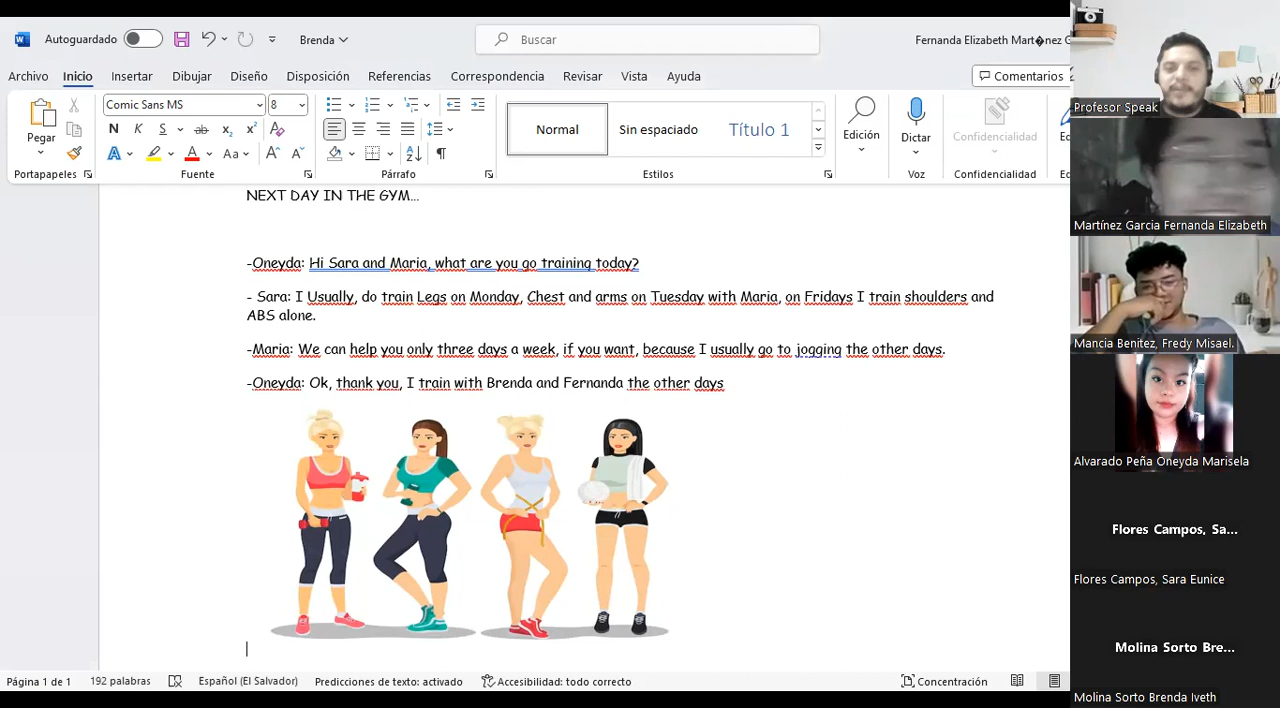 Autoguardado
Brenda
Buscar
Fernanda Elizabeth Mart�nez G
Archivo Inicio Insertar Dibujar Diseño Disposición Referencias Correspondencia Revisar Vista Ayuda
Comentarios
Pegar
Comic Sans MS 8
N K S ab x₂ x²
A A Aa A A
Normal
Sin espaciado
Título 1
Edición
Dictar
Confidencialidad
Portapapeles Fuente Párrafo Estilos Voz Confidencialidad
NEXT DAY IN THE GYM...
-Oneyda: Hi Sara and Maria, what are you go training today?
- Sara: I Usually, do train Legs on Monday, Chest and arms on Tuesday with Maria, on Fridays I train shoulders and
ABS alone.
-Maria: We can help you only three days a week, if you want, because I usually go to jogging the other days.
-Oneyda: Ok, thank you, I train with Brenda and Fernanda the other days
Página 1 de 1 192 palabras Español (El Salvador) Predicciones de texto: activado Accesibilidad: todo correcto Concentración
Profesor Speak
Martínez Garcia Fernanda Elizabeth
Mancia Benitez, Fredy Misael.
Alvarado Peña Oneyda Marisela
Flores Campos, Sa...
Flores Campos, Sara Eunice
Molina Sorto Bre...
Molina Sorto Brenda Iveth